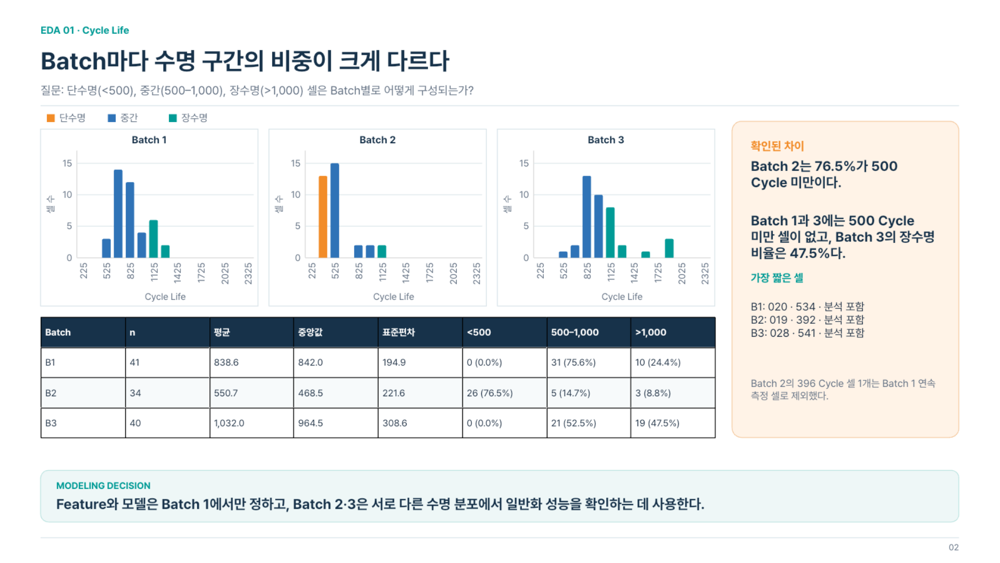 EDA 01 · Cycle Life
Batch마다 수명 구간의 비중이 크게 다르다
질문: 단수명(<500), 중간(500–1,000), 장수명(>1,000) 셀은 Batch별로 어떻게 구성되는가?
단수명 중간 장수명
Batch 1
셀 수
15
10
5
0
225 525 825 1125 1425 1725 2025 2325
Cycle Life
Batch 2
셀 수
15
10
5
0
225 525 825 1125 1425 1725 2025 2325
Cycle Life
Batch 3
셀 수
15
10
5
0
225 525 825 1125 1425 1725 2025 2325
Cycle Life
Batch n 평균 중앙값 표준편차 <500 500–1,000 >1,000
B1 41 838.6 842.0 194.9 0 (0.0%) 31 (75.6%) 10 (24.4%)
B2 34 550.7 468.5 221.6 26 (76.5%) 5 (14.7%) 3 (8.8%)
B3 40 1,032.0 964.5 308.6 0 (0.0%) 21 (52.5%) 19 (47.5%)
확인된 차이
Batch 2는 76.5%가 500
Cycle 미만이다.
Batch 1과 3에는 500 Cycle
미만 셀이 없고, Batch 3의 장수명
비율은 47.5%다.
가장 짧은 셀
B1: 020 · 534 · 분석 포함
B2: 019 · 392 · 분석 포함
B3: 028 · 541 · 분석 포함
Batch 2의 396 Cycle 셀 1개는 Batch 1 연속
측정 셀로 제외했다.
MODELING DECISION
Feature와 모델은 Batch 1에서만 정하고, Batch 2·3은 서로 다른 수명 분포에서 일반화 성능을 확인하는 데 사용한다.
02